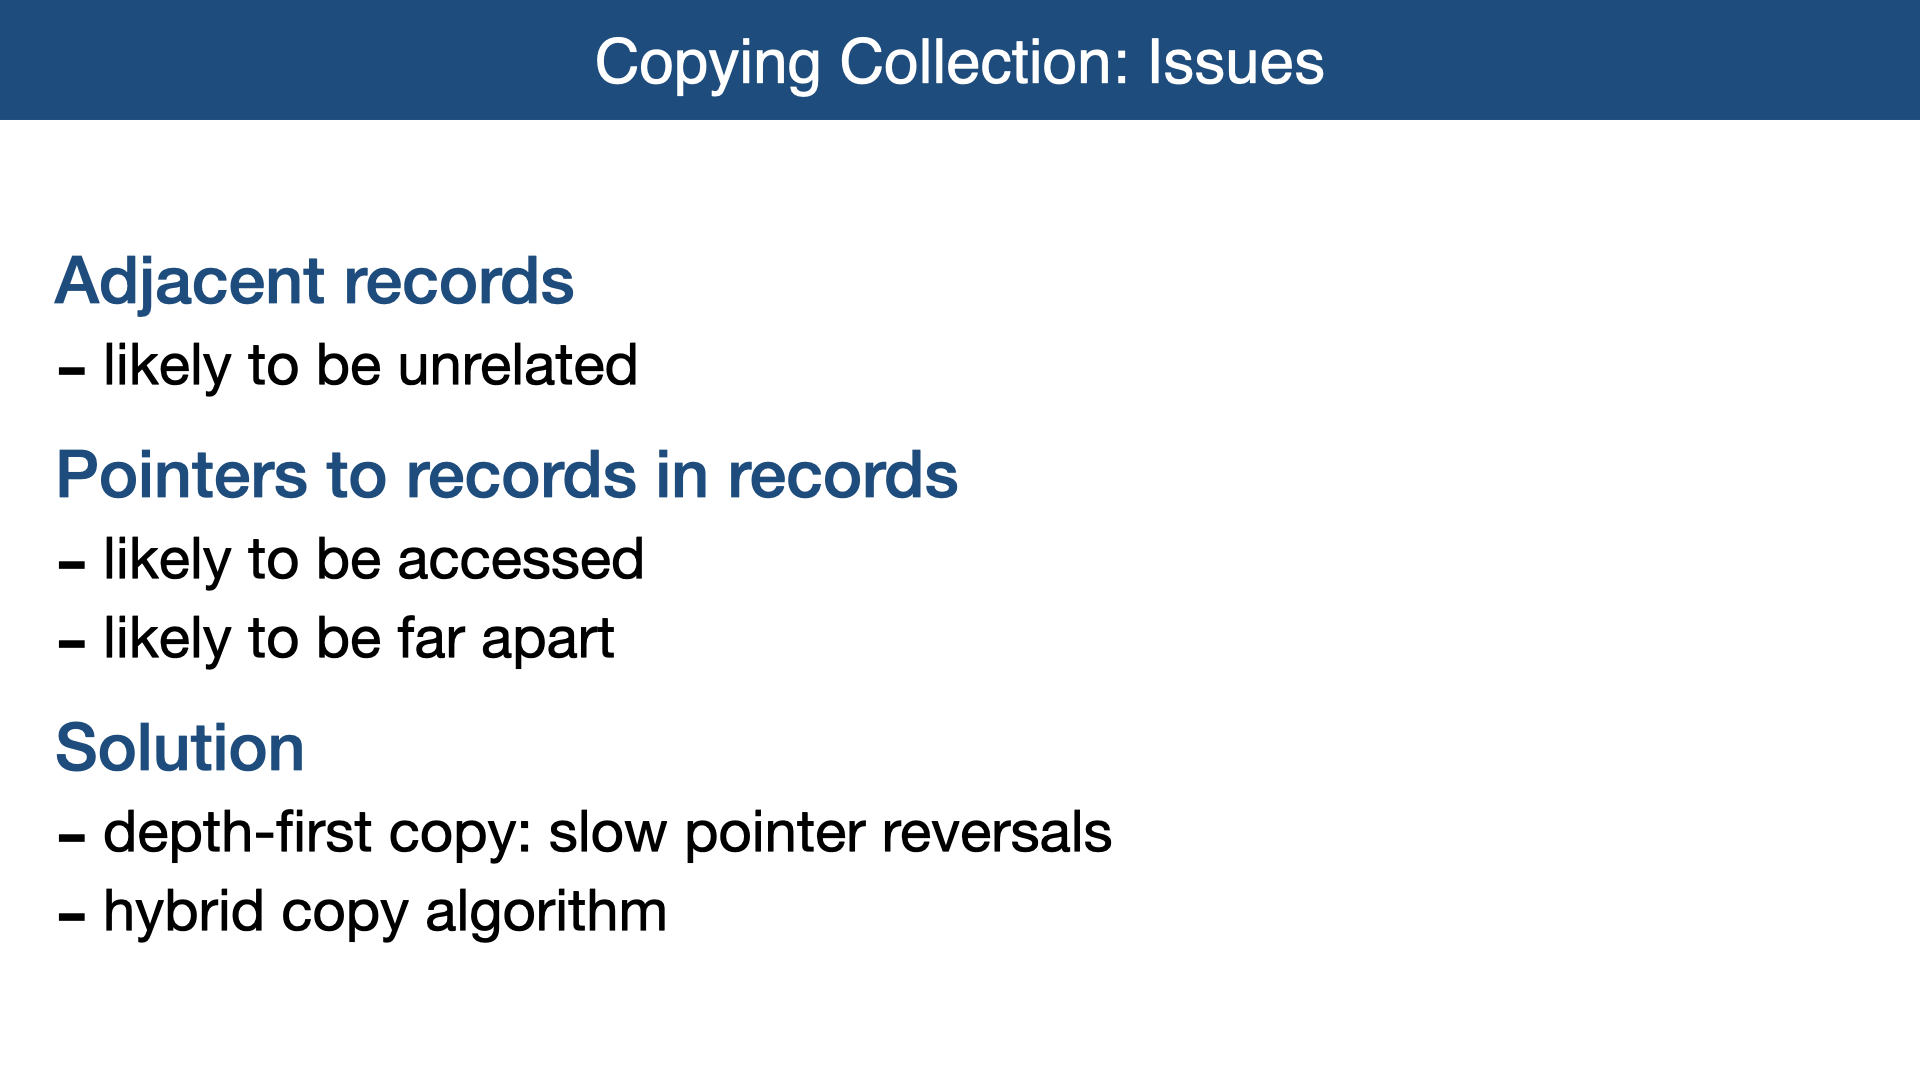 Copying Collection: Issues
Adjacent records
- likely to be unrelated
Pointers to records in records
- likely to be accessed
- likely to be far apart
Solution
- depth-first copy: slow pointer reversals
- hybrid copy algorithm